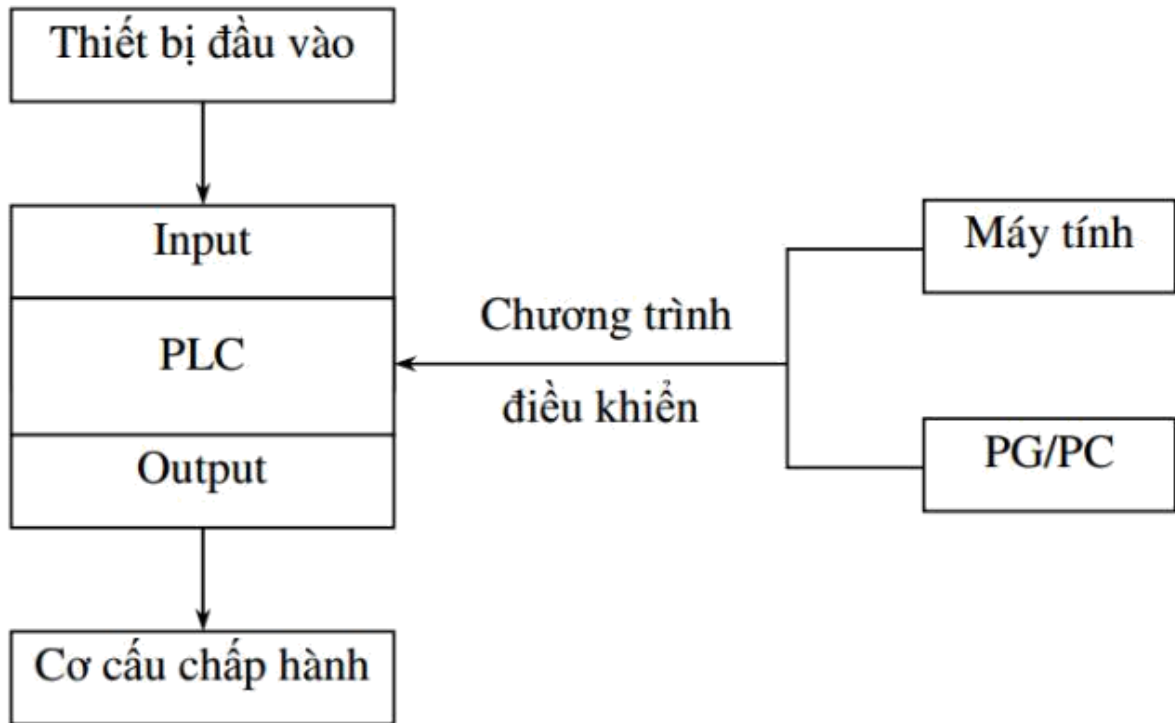 Thiết bị đầu vào
Input
Máy tính
Chương trình
PLC
điều khiển
PG/PC
Output
Cơ cấu chấp hành